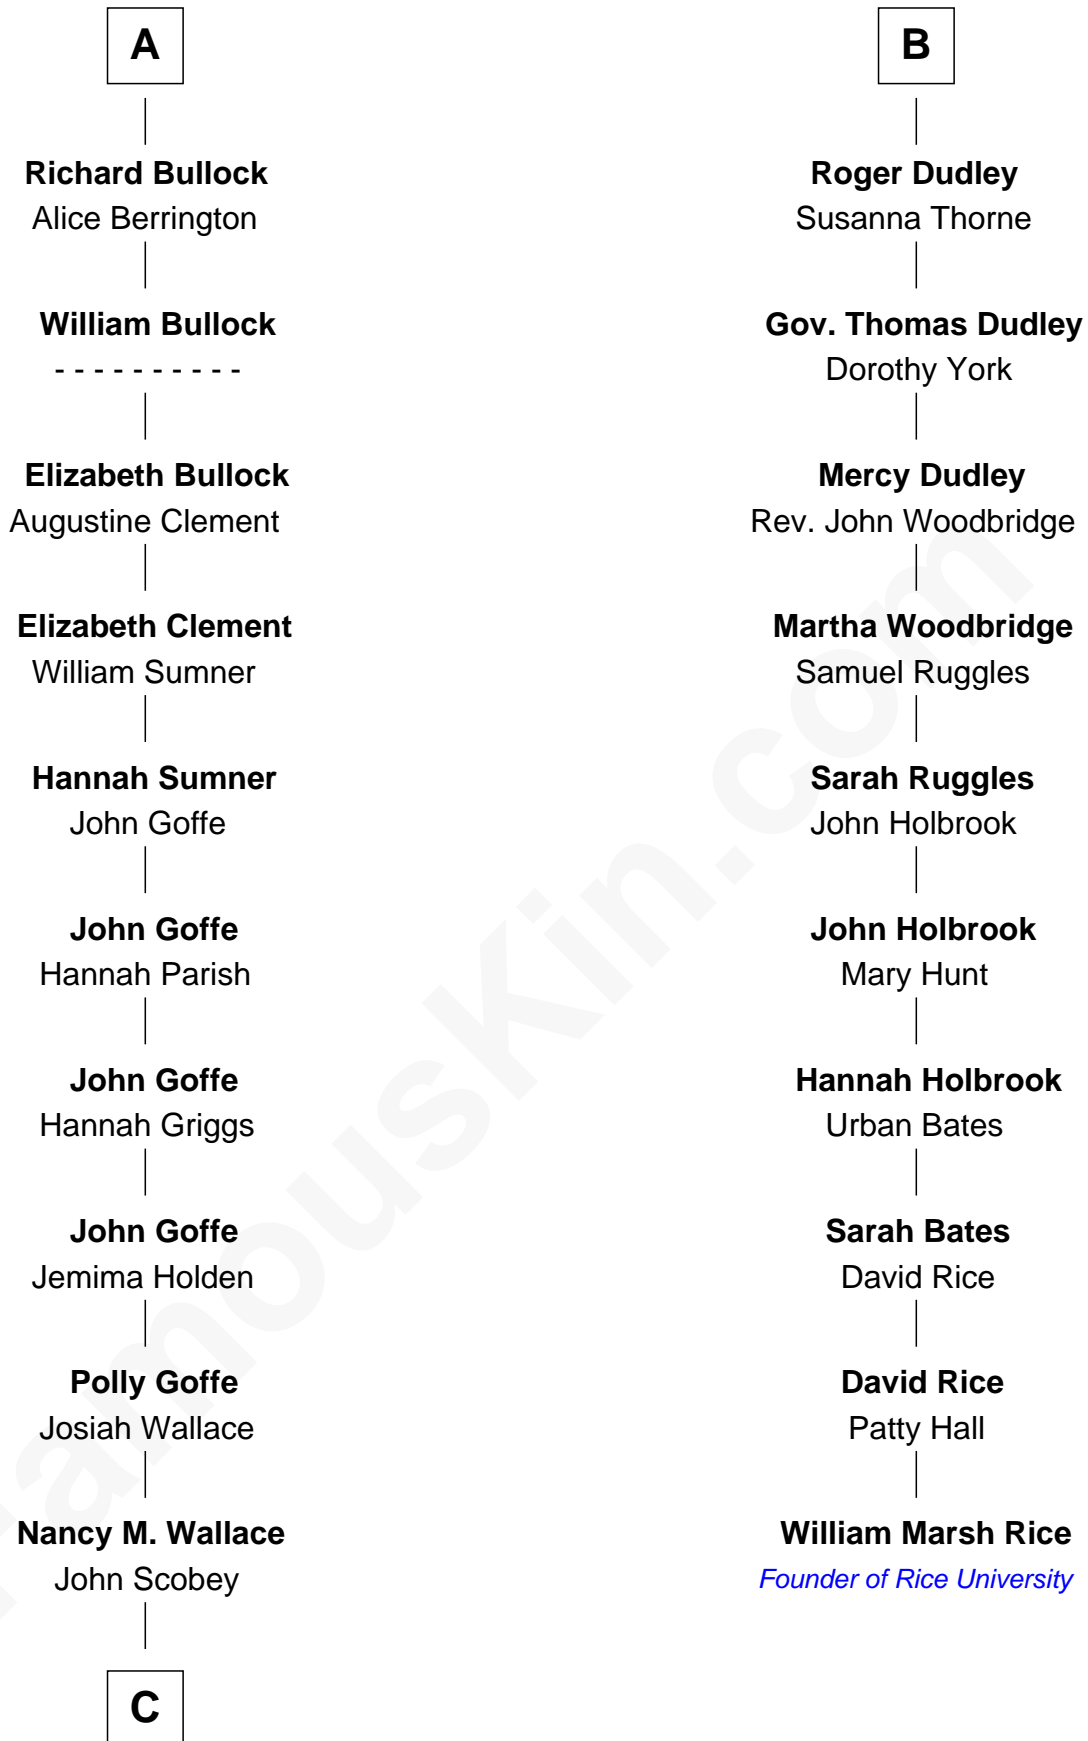 A
Richard Bullock
Alice Berrington
William Bullock
- - - - - - - - - -
Elizabeth Bullock
Augustine Clement
Elizabeth Clement
William Sumner
Hannah Sumner
John Goffe
John Goffe
Hannah Parish
John Goffe
Hannah Griggs
John Goffe
Jemima Holden
Polly Goffe
Josiah Wallace
Nancy M. Wallace
John Scobey
C
B
Roger Dudley
Susanna Thorne
Gov. Thomas Dudley
Dorothy York
Mercy Dudley
Rev. John Woodbridge
Martha Woodbridge
Samuel Ruggles
Sarah Ruggles
John Holbrook
John Holbrook
Mary Hunt
Hannah Holbrook
Urban Bates
Sarah Bates
David Rice
David Rice
Patty Hall
William Marsh Rice
Founder of Rice University
FamousKin.com